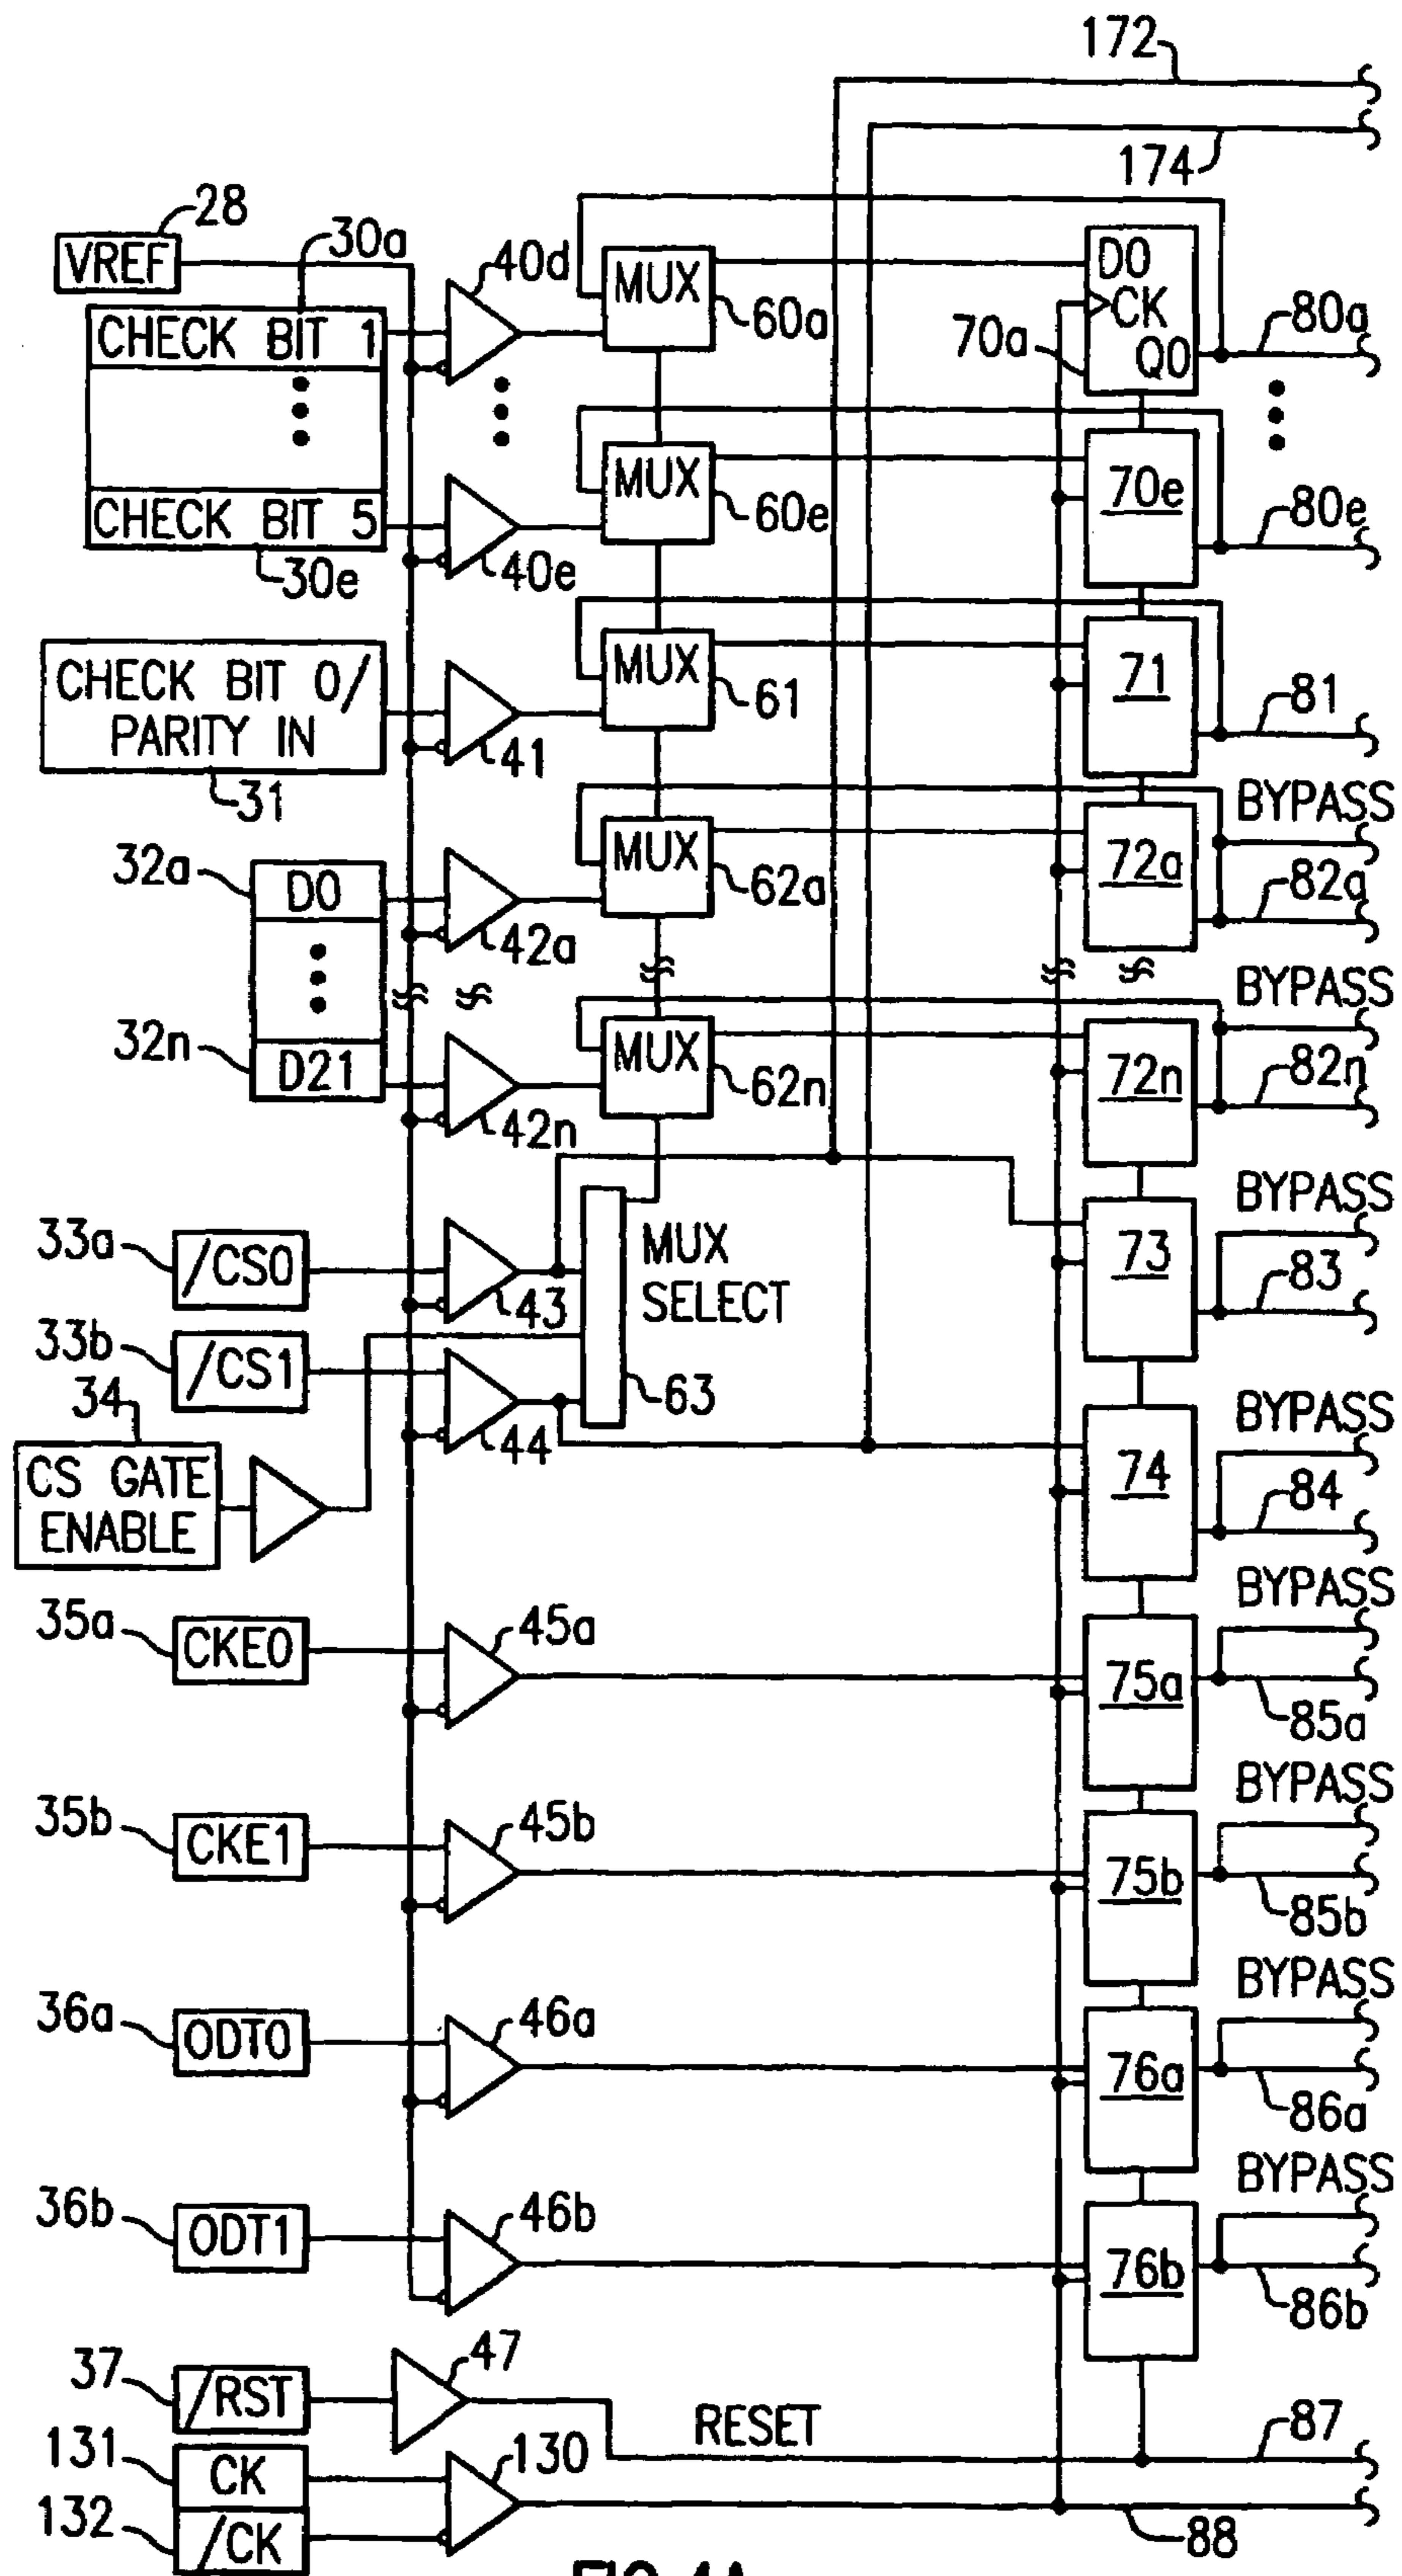 172
174
28
VREF
30a
40d
MUX
60a
D0
CK
Q0
70a
80a
CHECK BIT 1
CHECK BIT 5
30e
40e
MUX
60e
70e
80e
CHECK BIT 0/
PARITY IN
31
41
MUX
61
71
81
BYPASS
32a
D0
42a
MUX
62a
72a
82a
BYPASS
32n
D21
42n
MUX
62n
72n
82n
BYPASS
33a
/CS0
43
MUX
SELECT
73
83
33b
/CS1
44
63
BYPASS
34
CS GATE
ENABLE
74
84
BYPASS
35a
CKE0
45a
75a
85a
BYPASS
35b
CKE1
45b
75b
85b
BYPASS
36a
ODT0
46a
76a
86a
BYPASS
36b
ODT1
46b
76b
86b
37
/RST
47
RESET
87
131
CK
130
132
/CK
88
FIG.4A